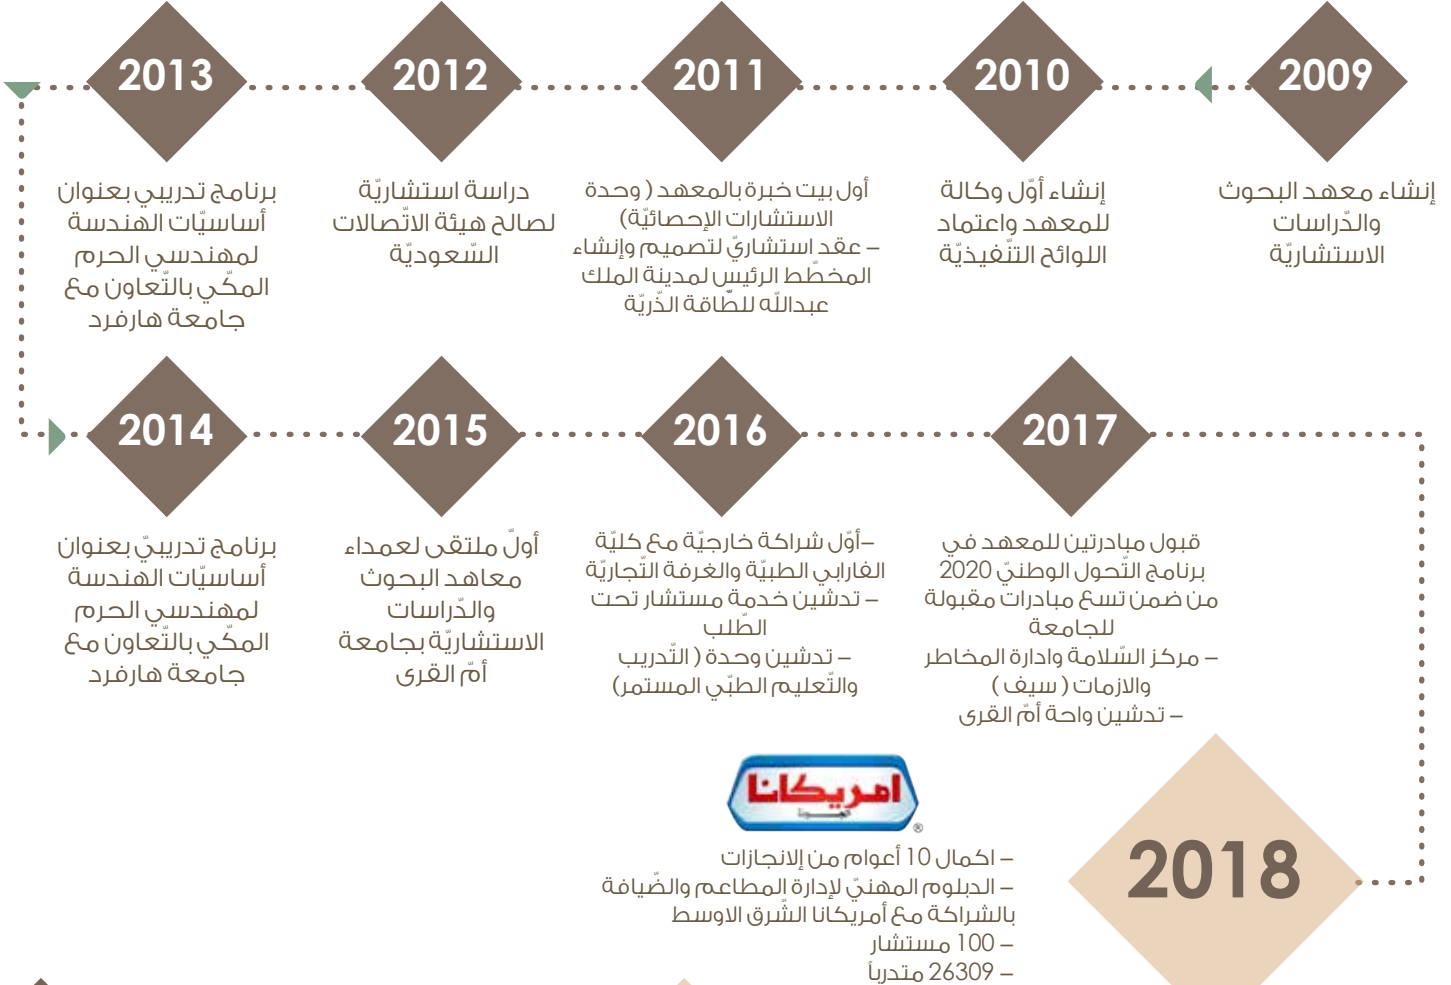 2009
إنشاء معهد البحوث
والدّراسات
الاستشاريّة
2010
إنشاء أوّل وكالة
للمعهد واعتماد
اللوائح التنّفيذيّة
2011
أول بيت خبرة بالمعهد ( وحدة
الاستشارات الإحصائيّة)
– عقد استشاريّ لتصميم وإنشاء
المخطّط الرئيس لمدينة الملك
عبدالله للطّاقة الذّريّة
2012
دراسة استشاريّة
لصالح هيئة الاتّصالات
السّعوديّة
2013
برنامج تدريبي بعنوان
أساسيّات الهندسة
لمهندسي الحرم
المكّي بالتّعاون مع
جامعة هارفرد
2014
برنامج تدريبيّ بعنوان
أساسيّات الهندسة
لمهندسي الحرم
المكّي بالتّعاون مع
جامعة هارفرد
2015
أولّ ملتقى لعمداء
معاهد البحوث
والدّراسات
الاستشاريّة بجامعة
أمّ القرى
2016
–أوّل شراكة خارجيّة مع كليّة
الفارابي الطبيّة والغرفة التّجاريّة
– تدشين خدمة مستشار تحت
الطّلب
– تدشين وحدة ( التّدريب
والتّعليم الطبّي المستمر)
2017
قبول مبادرتين للمعهد في
برنامج التّحول الوطنيّ 2020
من ضمن تسع مبادرات مقبولة
للجامعة
– مركز السّلامة وادارة المخاطر
والازمات ( سيف )
– تدشين واحة أمّ القرى
2018
امريكانا
®
– اكمال 10 أعوام من إلانجازات
– الدبلوم المهنيّ لإدارة المطاعم والضّيافة
بالشراكة مع أمريكانا الشّرق الاوسط
– 100 مستشار
– 26309 متدرباً